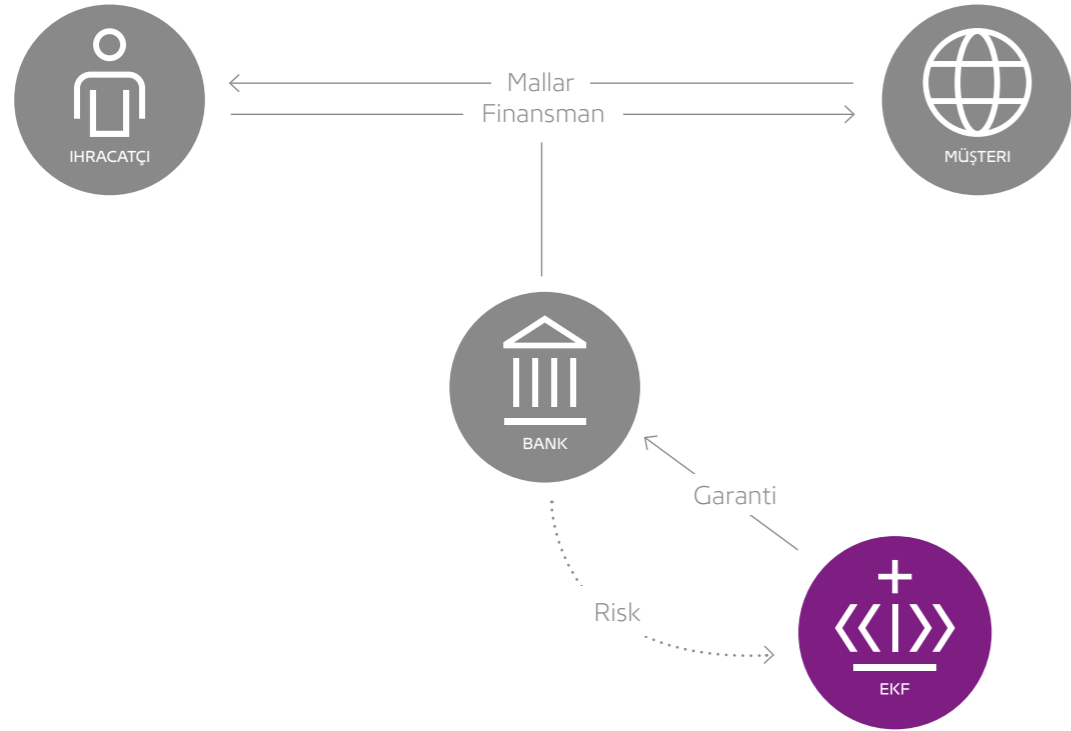 Mallar
Finansman
IHRACATÇI
MÜŞTERI
BANK
Garanti
Risk
EKF